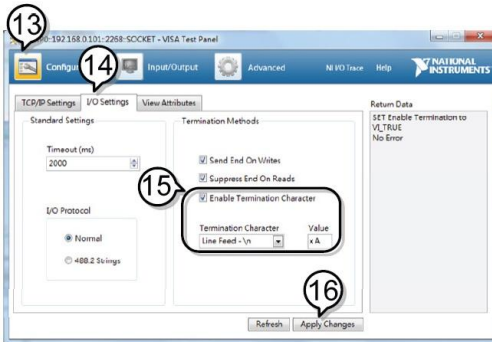 13
0::192.168.0.101::2268::SOCKET - VISA Test Panel
14
Input/Output
Advanced
NI I/O Trace
Help
NATIONAL INSTRUMENTS
TCP/IP Settings
I/O Settings
View Attributes
Return Data
Standard Settings
Termination Methods
SET Enable Termination to
VI_TRUE
No Error
Timeout (ms)
2000
Send End On Writes
Suppress End On Reads
15
Enable Termination Character
I/O Protocol
Termination Character
Value
Line Feed - \n
x A
Normal
488.2 Strings
16
Refresh
Apply Changes